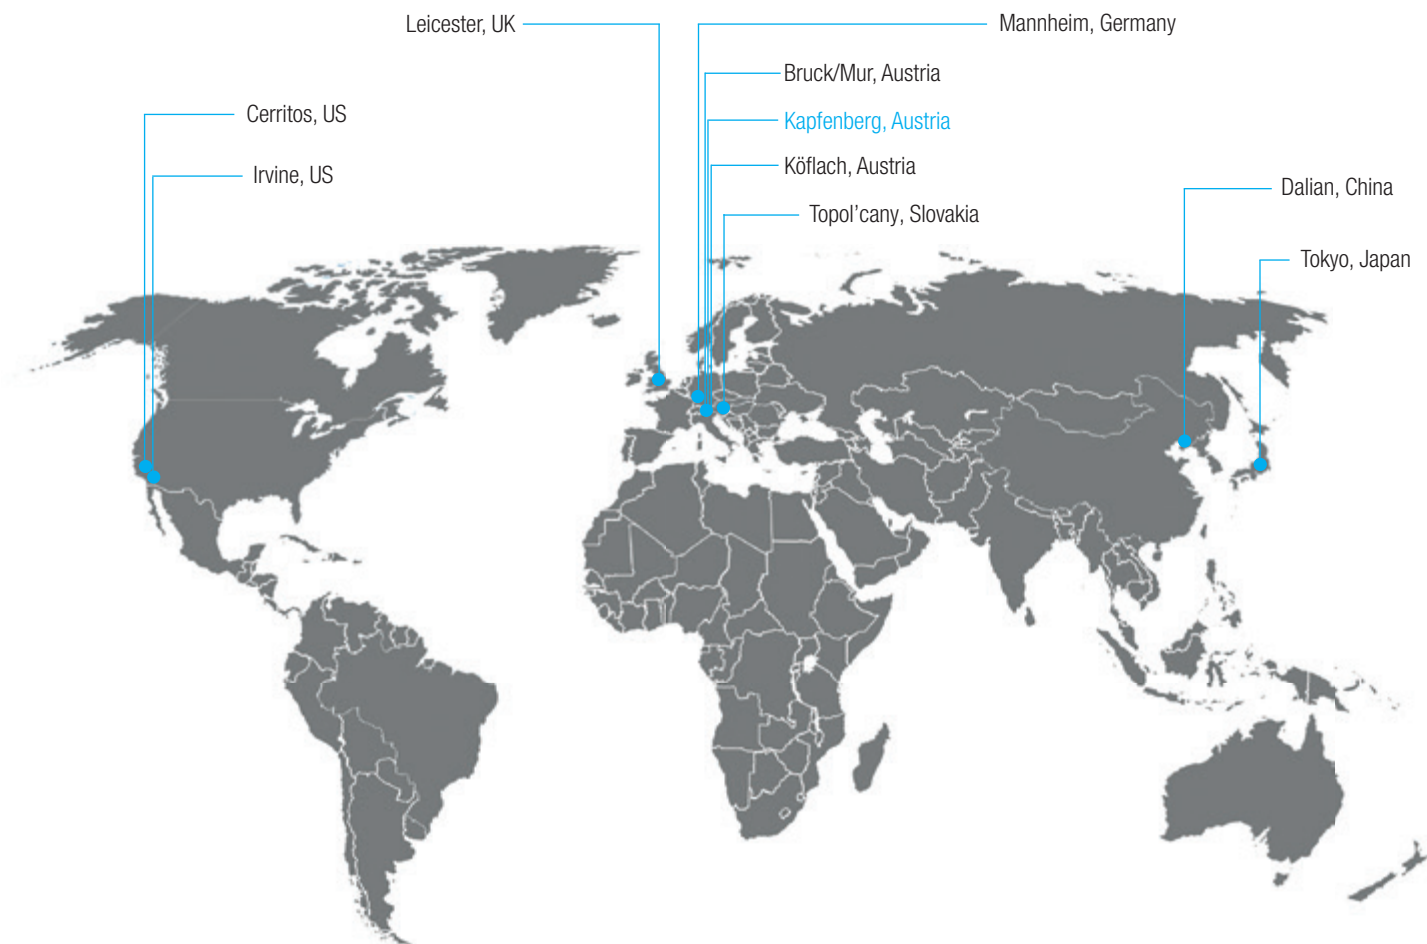 Leicester, UK
Mannheim, Germany
Bruck/Mur, Austria
Cerritos, US
Kapfenberg, Austria
Köflach, Austria
Irvine, US
Dalian, China
Topol’cany, Slovakia
Tokyo, Japan